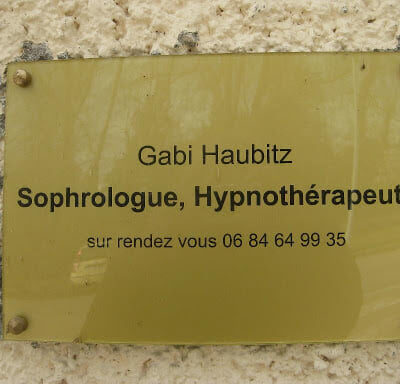 Gabi Haubitz
Sophrologue, Hypnothérapeut
sur rendez vous 06 84 64 99 35